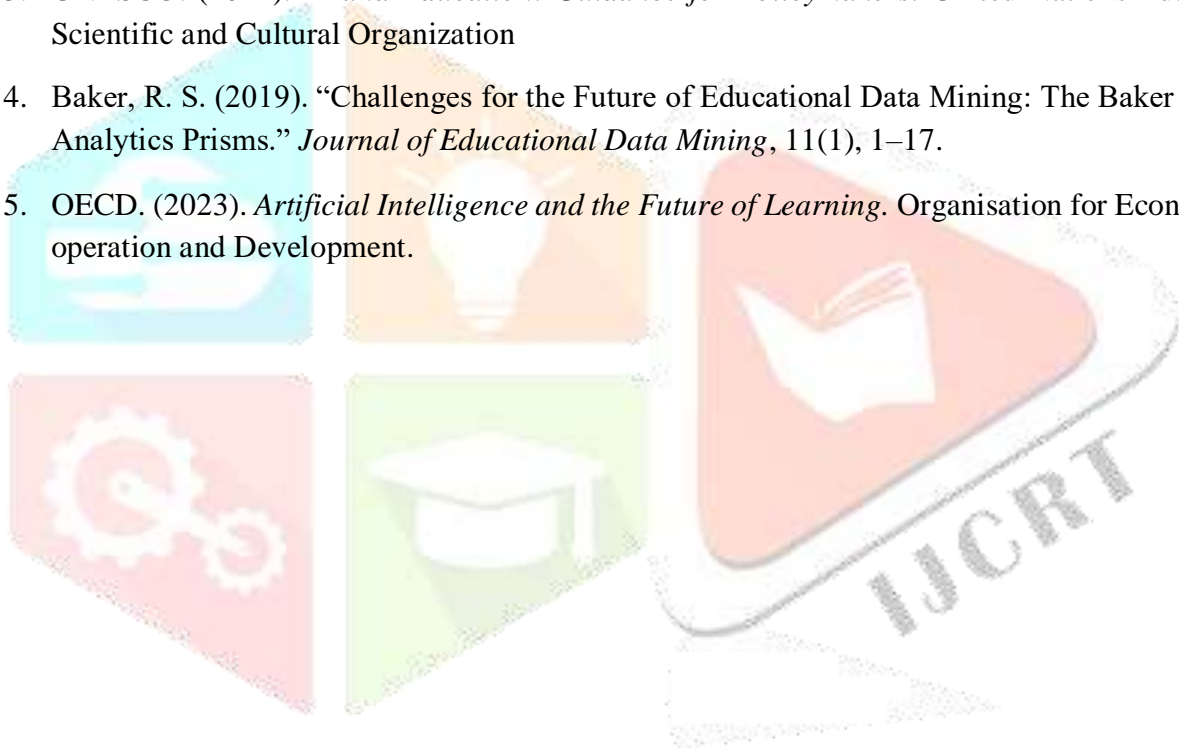 Scientific and Cultural Organization
4. Baker, R. S. (2019). “Challenges for the Future of Educational Data Mining: The Baker
Analytics Prisms.” Journal of Educational Data Mining, 11(1), 1–17.
5. OECD. (2023). Artificial Intelligence and the Future of Learning. Organisation for Econ
operation and Development.
IJCRT